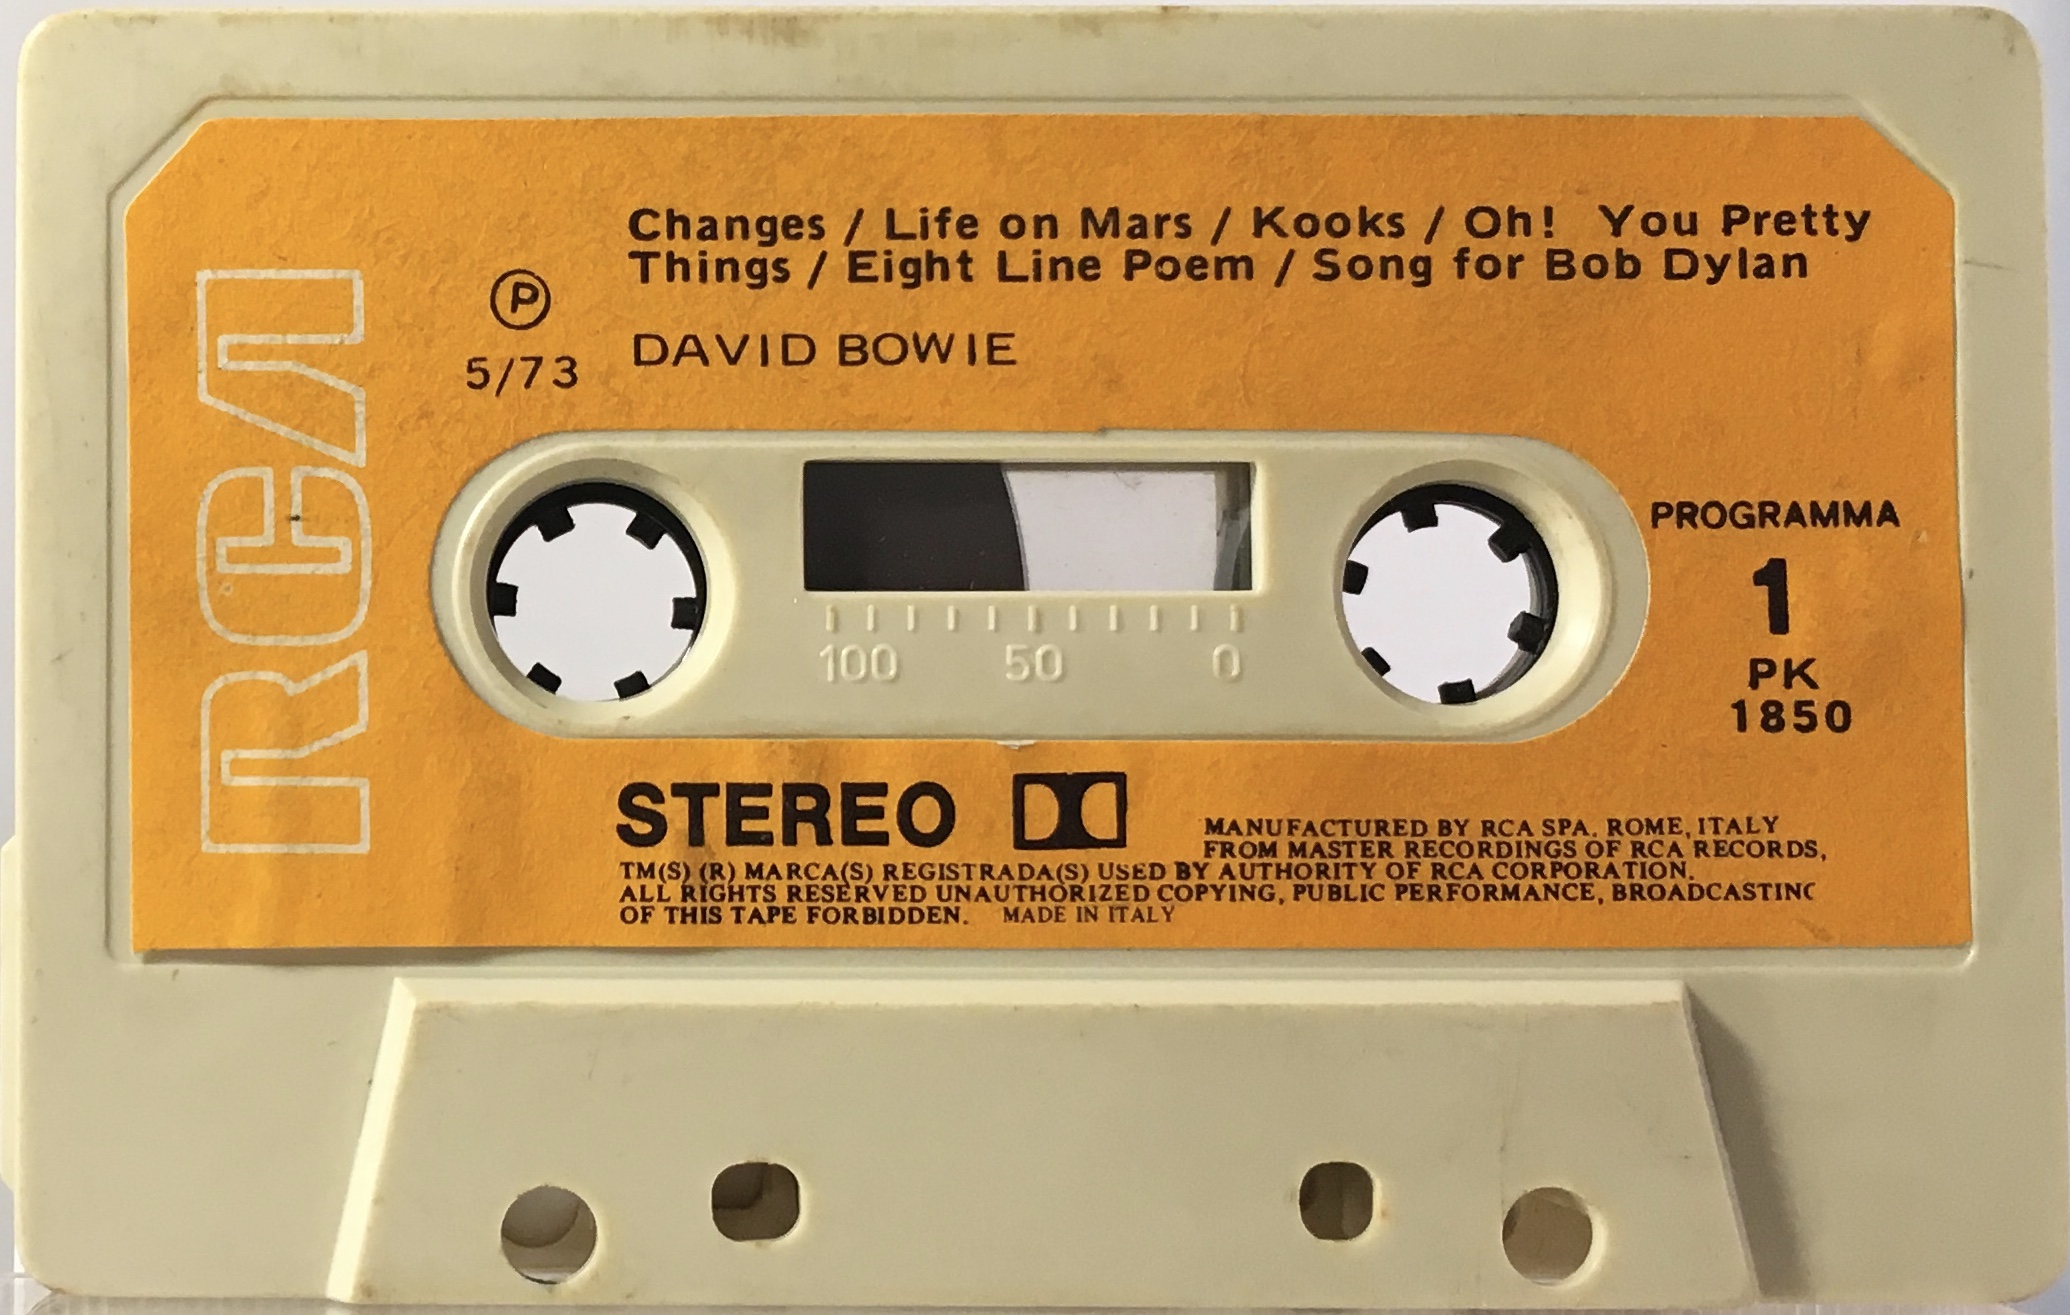 Changes / Life on Mars / Kooks / Oh! You Pretty
Things / Eight Line Poem / Song for Bob Dylan
DAVID BOWIE
P
5/73
RCA
100 50 0
PROGRAMMA
1
PK
1850
STEREO
MANUFACTURED BY RCA SPA. ROME, ITALY
FROM MASTER RECORDINGS OF RCA RECORDS,
TM(S) (R) MARCA(S) REGISTRADA(S) USED BY AUTHORITY OF RCA CORPORATION.
ALL RIGHTS RESERVED UNAUTHORIZED COPYING, PUBLIC PERFORMANCE, BROADCASTING
OF THIS TAPE FORBIDDEN. MADE IN ITALY